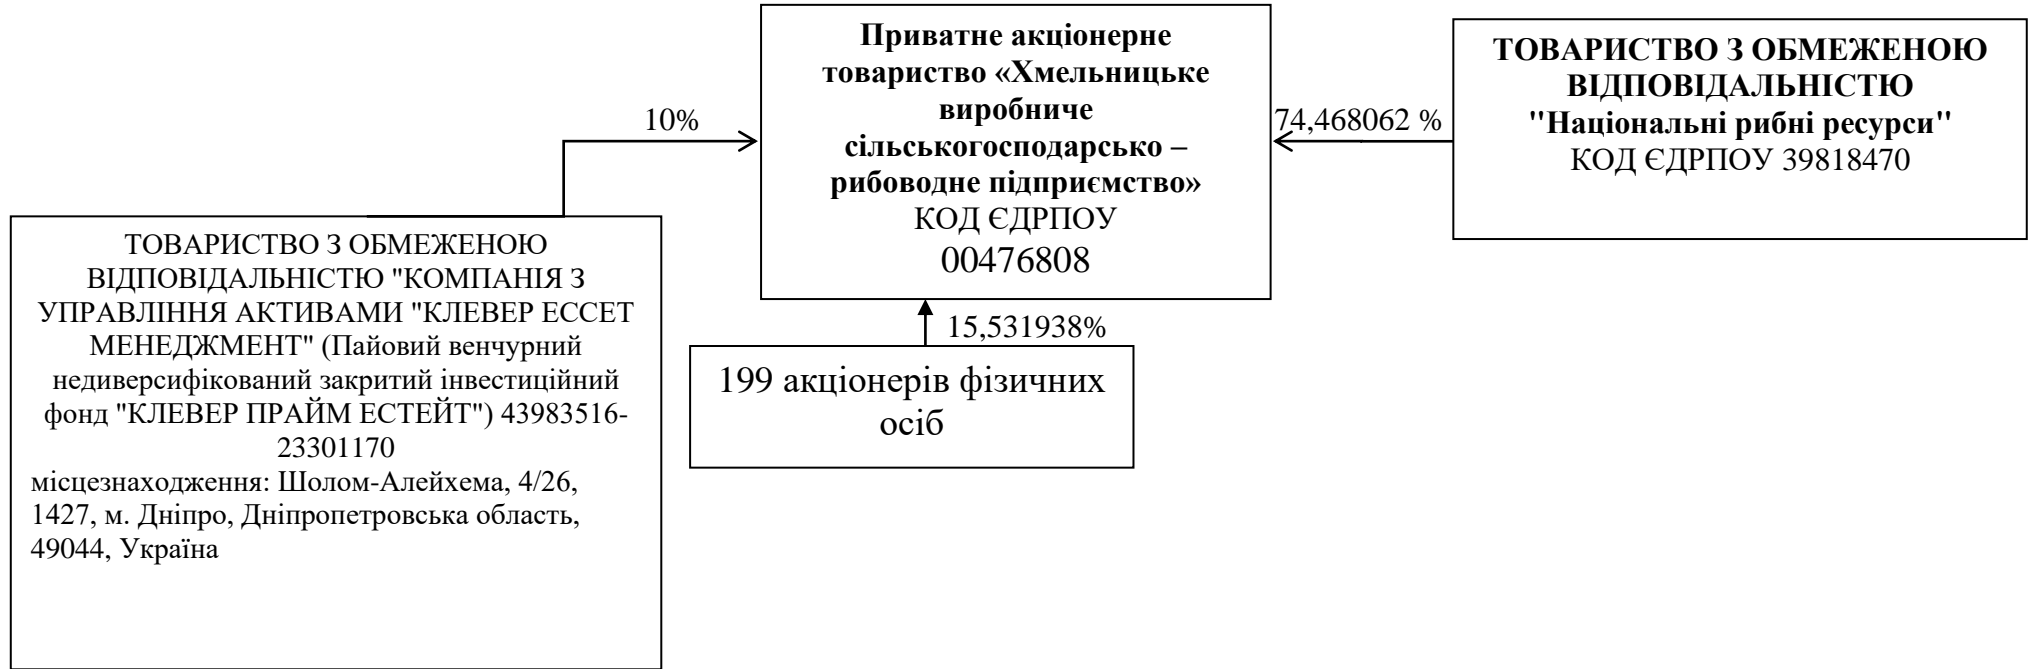 Приватне акціонерне
товариство «Хмельницьке
виробниче
сільськогосподарсько –
рибоводне підприємство»
КОД ЄДРПОУ
00476808
ТОВАРИСТВО З ОБМЕЖЕНОЮ
ВІДПОВІДАЛЬНІСТЮ
"Національні рибні ресурси"
КОД ЄДРПОУ 39818470
10%
74,468062 %
ТОВАРИСТВО З ОБМЕЖЕНОЮ
ВІДПОВІДАЛЬНІСТЮ "КОМПАНІЯ З
УПРАВЛІННЯ АКТИВАМИ "КЛЕВЕР ЕССЕТ
МЕНЕДЖМЕНТ" (Пайовий венчурний
недиверсифікований закритий інвестиційний
фонд "КЛЕВЕР ПРАЙМ ЕСТЕЙТ") 43983516-
23301170
місцезнаходження: Шолом-Алейхема, 4/26,
1427, м. Дніпро, Дніпропетровська область,
49044, Україна
15,531938%
199 акціонерів фізичних
осіб